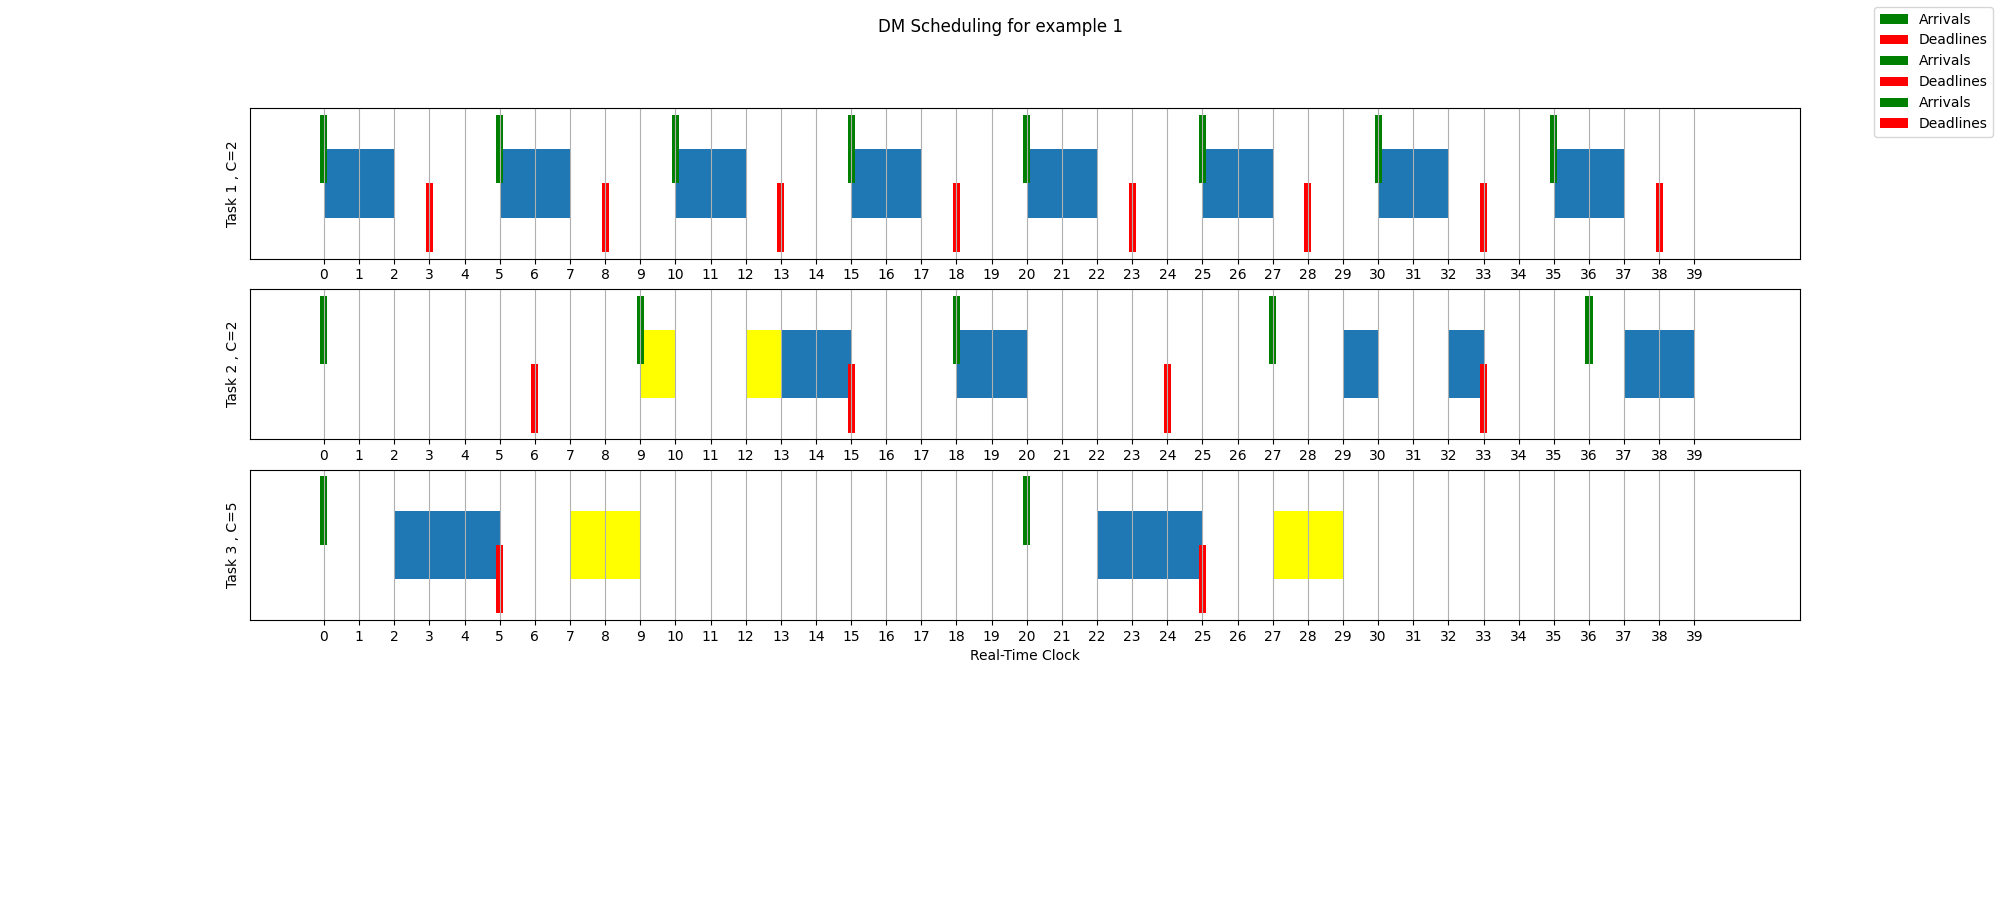 DM Scheduling for example 1
Arrivals
Deadlines
Arrivals
Deadlines
Arrivals
Deadlines
Task 1 , C=2
0 1 2 3 4 5 6 7 8 9 10 11 12 13 14 15 16 17 18 19 20 21 22 23 24 25 26 27 28 29 30 31 32 33 34 35 36 37 38 39
Task 2 , C=2
0 1 2 3 4 5 6 7 8 9 10 11 12 13 14 15 16 17 18 19 20 21 22 23 24 25 26 27 28 29 30 31 32 33 34 35 36 37 38 39
Task 3 , C=5
0 1 2 3 4 5 6 7 8 9 10 11 12 13 14 15 16 17 18 19 20 21 22 23 24 25 26 27 28 29 30 31 32 33 34 35 36 37 38 39
Real-Time Clock